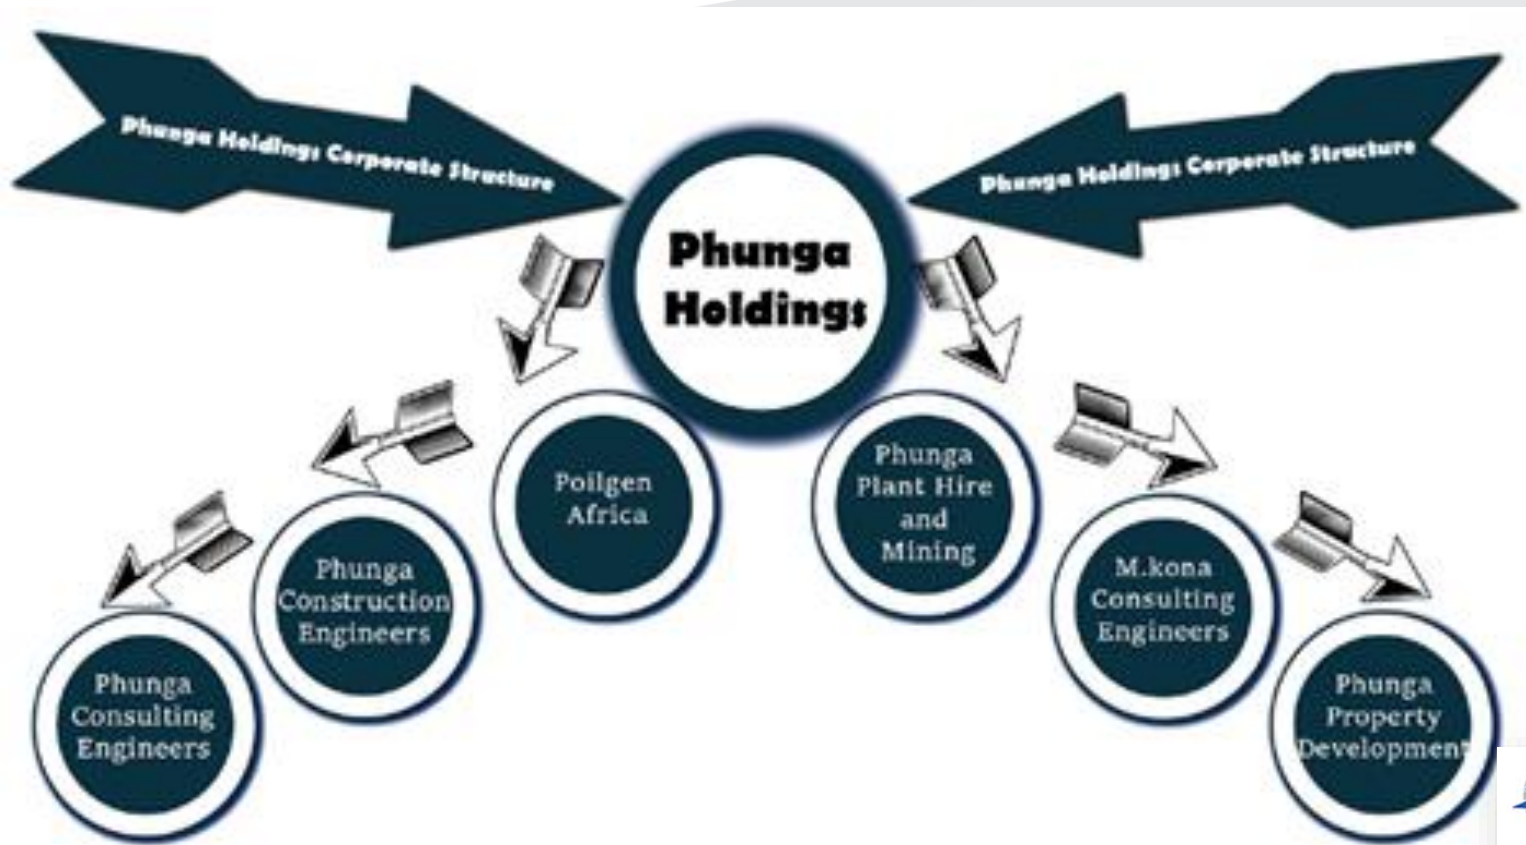 Phunga Holdings Corporate Structure
Phunga Holdings Corporate Structure
Phunga
Holdings
Poilgen
Africa
Phunga
Plant Hire
and
Mining
Phunga
Construction
Engineers
M.kona
Consulting
Engineers
Phunga
Consulting
Engineers
Phunga
Property
Development